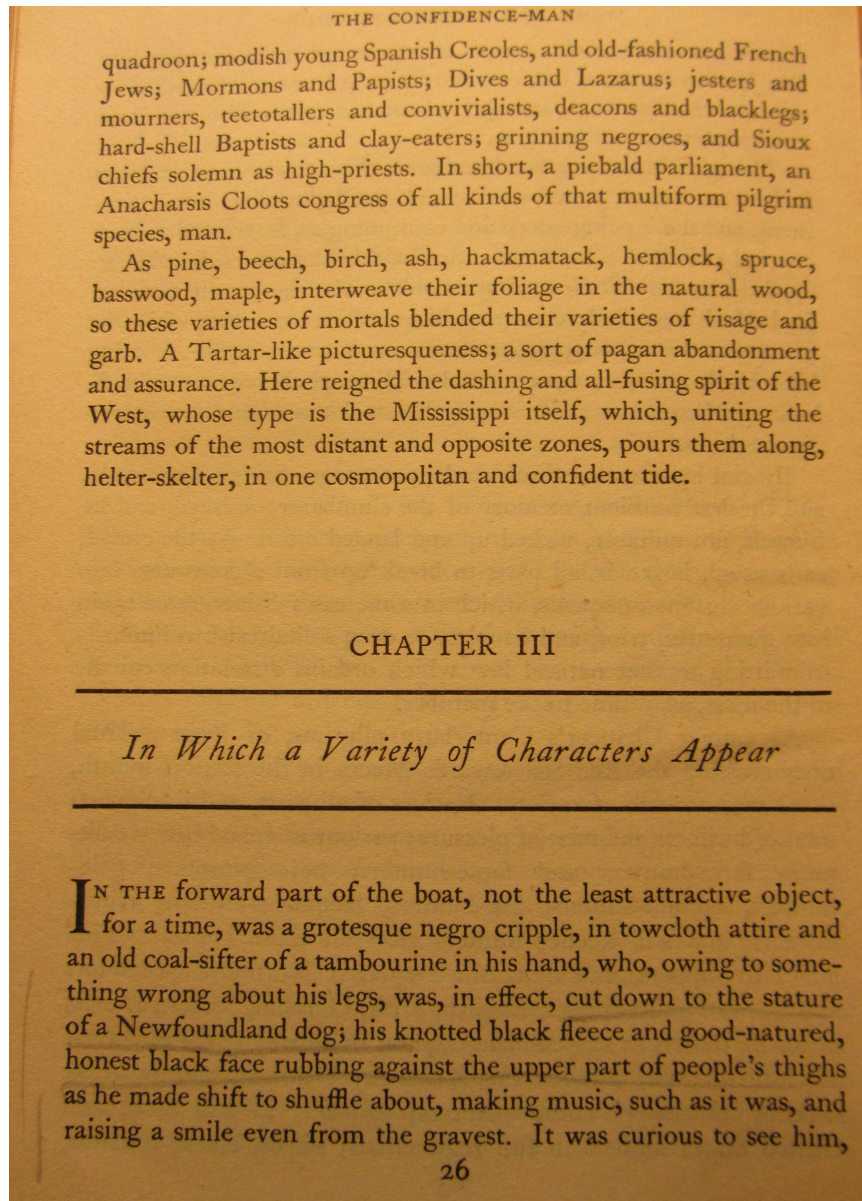 THE CONFIDENCE-MAN
quadroon; modish young Spanish Creoles, and old-fashioned French
Jews; Mormons and Papists; Dives and Lazarus; jesters and
mourners, teetotallers and convivialists, deacons and blacklegs;
hard-shell Baptists and clay-eaters; grinning negroes, and Sioux
chiefs solemn as high-priests. In short, a piebald parliament, an
Anacharsis Cloots congress of all kinds of that multiform pilgrim
species, man.
As pine, beech, birch, ash, hackmatack, hemlock, spruce,
basswood, maple, interweave their foliage in the natural wood,
so these varieties of mortals blended their varieties of visage and
garb. A Tartar-like picturesqueness; a sort of pagan abandonment
and assurance. Here reigned the dashing and all-fusing spirit of the
West, whose type is the Mississippi itself, which, uniting the
streams of the most distant and opposite zones, pours them along,
helter-skelter, in one cosmopolitan and confident tide.
CHAPTER III
In Which a Variety of Characters Appear
IN THE forward part of the boat, not the least attractive object,
for a time, was a grotesque negro cripple, in towcloth attire and
an old coal-sifter of a tambourine in his hand, who, owing to some-
thing wrong about his legs, was, in effect, cut down to the stature
of a Newfoundland dog; his knotted black fleece and good-natured,
honest black face rubbing against the upper part of people's thighs
as he made shift to shuffle about, making music, such as it was, and
raising a smile even from the gravest. It was curious to see him,
26